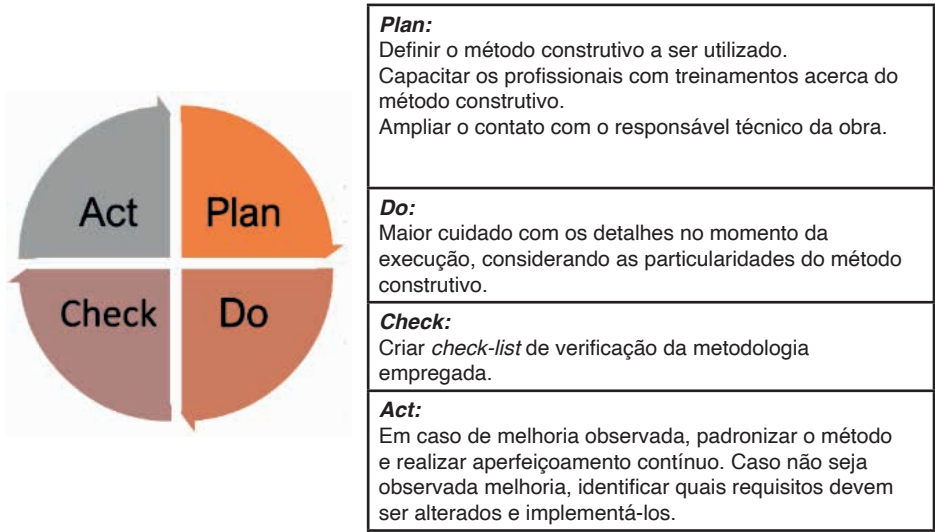 Act
Plan
Check
Do
Plan:
Definir o método construtivo a ser utilizado.
Capacitar os profissionais com treinamentos acerca do
método construtivo.
Ampliar o contato com o responsável técnico da obra.
Do:
Maior cuidado com os detalhes no momento da
execução, considerando as particularidades do método
construtivo.
Check:
Criar check-list de verificação da metodologia
empregada.
Act:
Em caso de melhoria observada, padronizar o método
e realizar aperfeiçoamento contínuo. Caso não seja
observada melhoria, identificar quais requisitos devem
ser alterados e implementá-los.